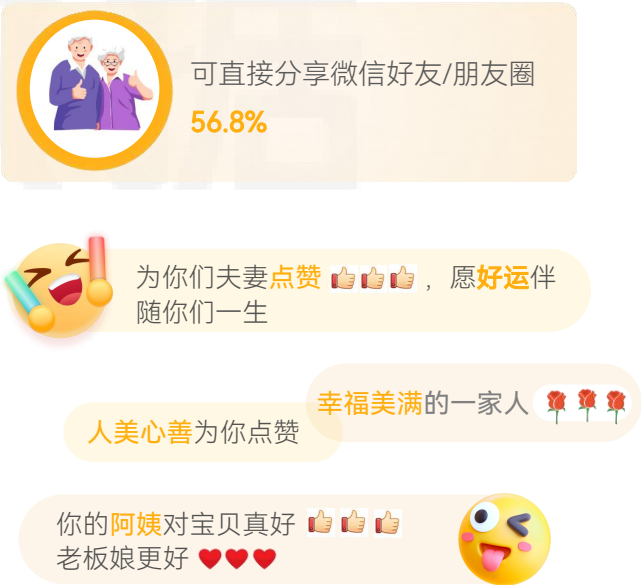 可直接分享微信好友/朋友圈
56.8%
为你们夫妻点赞👍👍👍，愿好运伴
随你们一生
幸福美满的一家人🌹🌹🌹
人美心善为你点赞
你的阿姨对宝贝真好👍👍👍
老板娘更好❤❤❤